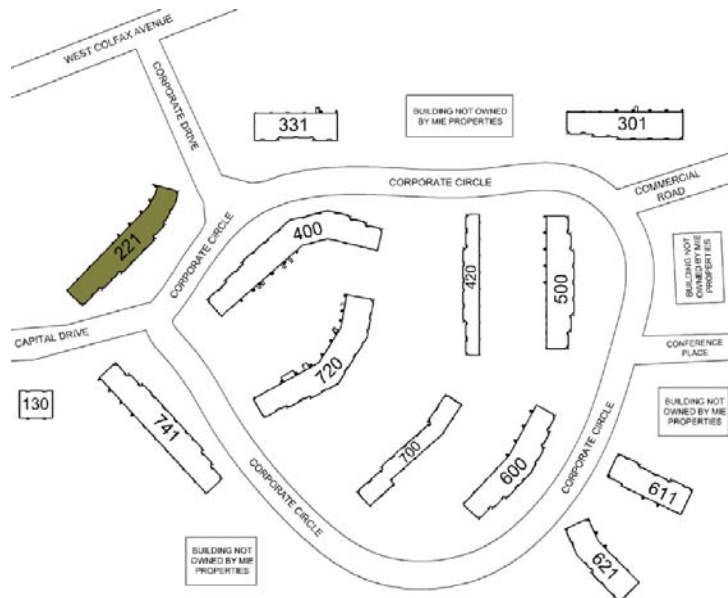 WEST COLFAX AVENUE
CORPORATE DRIVE
331
BUILDING NOT OWNED
BY MIE PROPERTIES
301
CORPORATE CIRCLE
COMMERCIAL
ROAD
221
CORPORATE CIRCLE
400
420
500
BUILDING NOT
OWNED BY MIE
PROPERTIES
CAPITAL DRIVE
720
CONFERENCE
PLACE
130
741
BUILDING NOT
OWNED BY MIE
PROPERTIES
700
600
CORPORATE CIRCLE
CORPORATE CIRCLE
611
621
BUILDING NOT
OWNED BY MIE
PROPERTIES